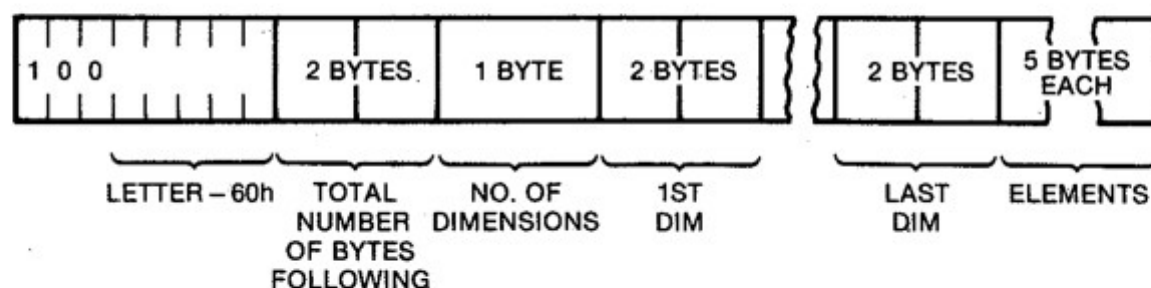 1 0 0
2 BYTES
1 BYTE
2 BYTES
2 BYTES
5 BYTES
EACH
LETTER – 60h
TOTAL
NUMBER
OF BYTES
FOLLOWING
NO. OF
DIMENSIONS
1ST
DIM
LAST
DIM
ELEMENTS